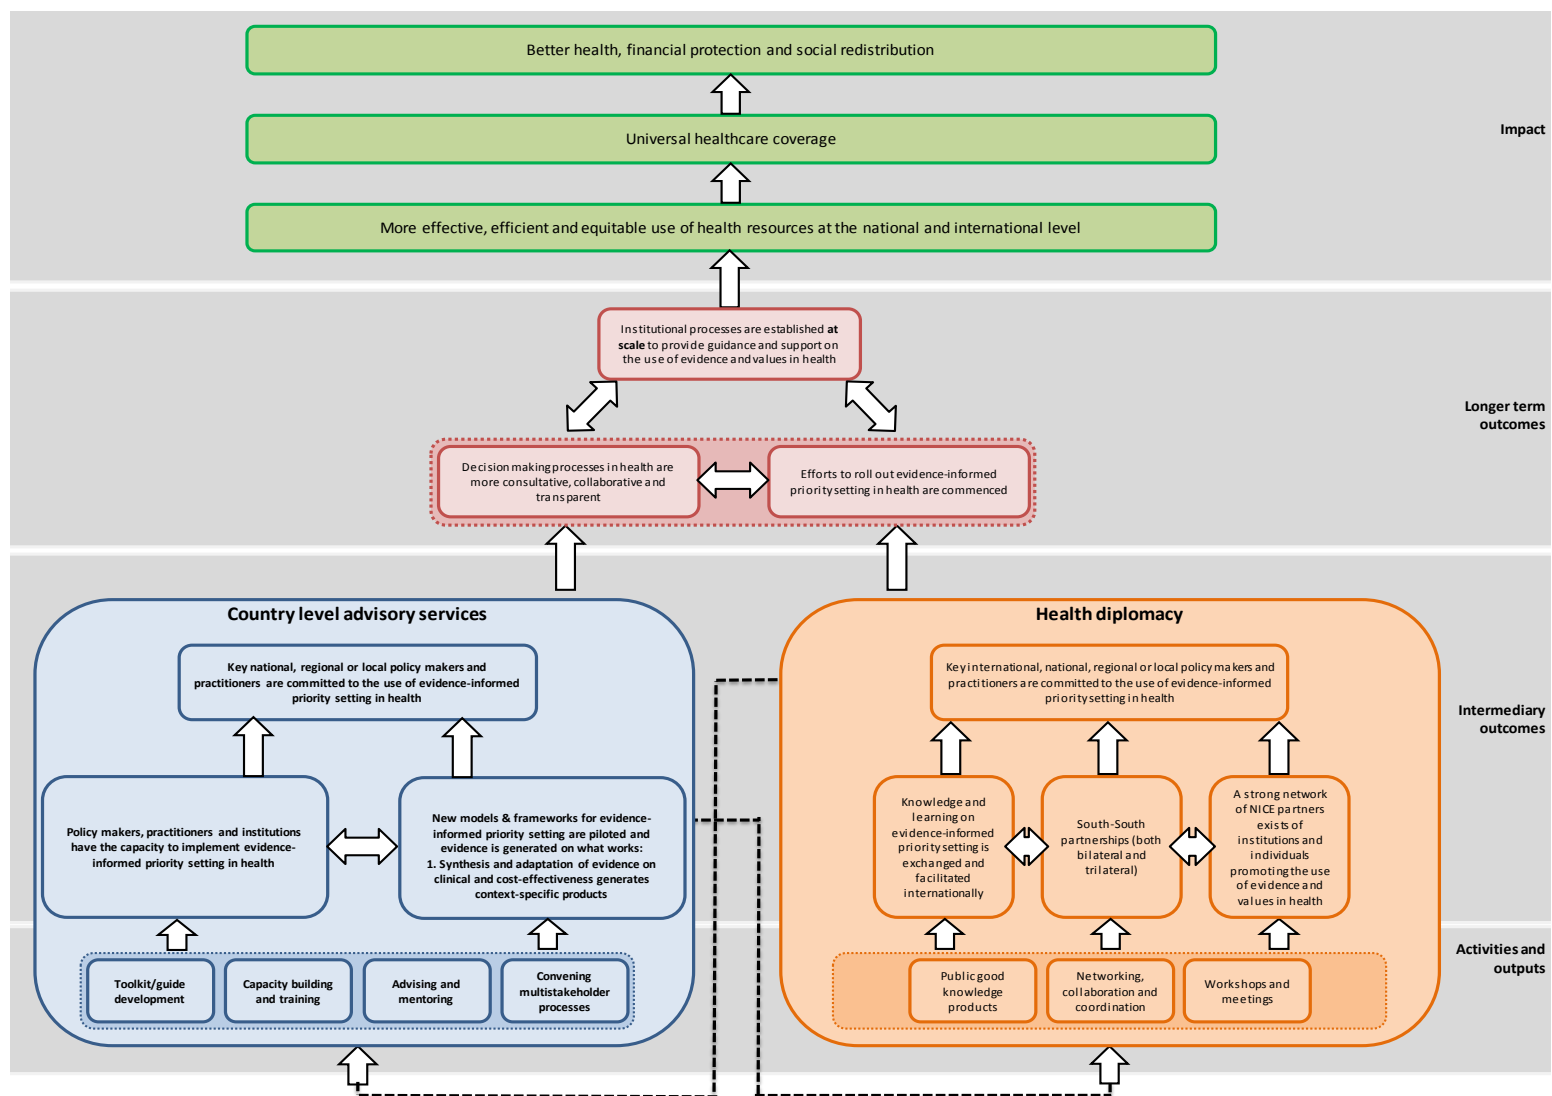 Better health, financial protection and social redistribution
Universal healthcare coverage
Impact
More effective, efficient and equitable use of health resources at the national and international level
Institutional processes are established at
scale to provide guidance and support on
the use of evidence and values in health
Longer term
outcomes
Decision making processes in health are
more consultative, collaborative and
transparent
Efforts to roll out evidence-informed
priority setting in health are commenced
Country level advisory services
Key national, regional or local policy makers and
practitioners are committed to the use of evidence-informed
priority setting in health
Policy makers, practitioners and institutions
have the capacity to implement evidence-
informed priority setting in health
New models & frameworks for evidence-
informed priority setting are piloted and
evidence is generated on what works:
1. Synthesis and adaptation of evidence on
clinical and cost-effectiveness generates
context-specific products
Toolkit/guide
development
Capacity building
and training
Advising and
mentoring
Convening
multistakeholder
processes
Health diplomacy
Key international, national, regional or local policy makers and
practitioners are committed to the use of evidence-informed
priority setting in health
Intermediary
outcomes
Knowledge and
learning on
evidence-informed
priority setting is
exchanged and
facilitated
internationally
South-South
partnerships (both
bilateral and
trilateral)
A strong network
of NICE partners
exists of
institutions and
individuals
promoting the use
of evidence and
values in health
Activities and
outputs
Public good
knowledge
products
Networking,
collaboration and
coordination
Workshops and
meetings